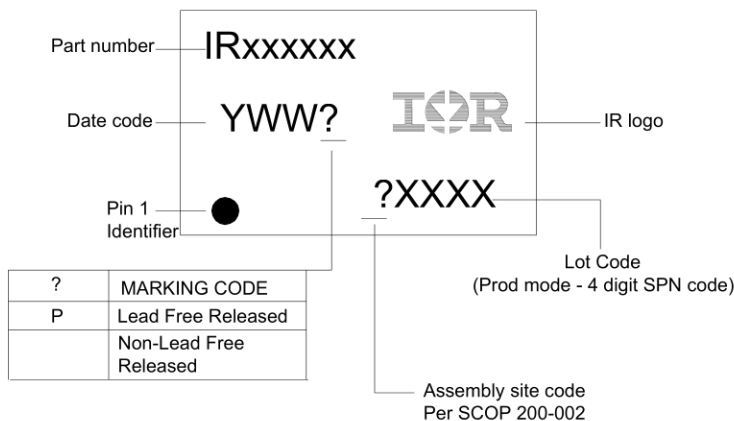 Part number
IRxxxxxx
Date code
YWW?
IOR
IR logo
Pin 1
Identifier
?XXXX
Lot Code
(Prod mode - 4 digit SPN code)
? MARKING CODE
P Lead Free Released
Non-Lead Free
Released
Assembly site code
Per SCOP 200-002